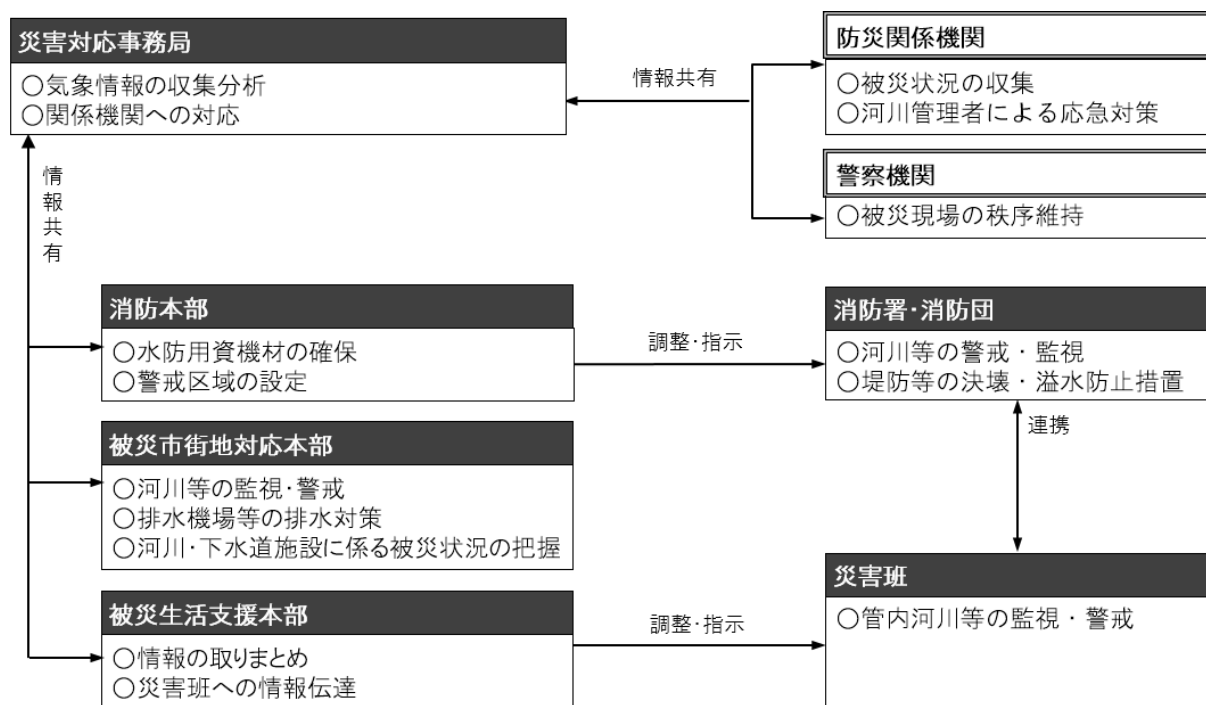 災害対応事務局
○気象情報の収集分析
○関係機関への対応
情報共有
防災関係機関
○被災状況の収集
○河川管理者による応急対策
警察機関
○被災現場の秩序維持
情報共有
消防本部
○水防用資機材の確保
○警戒区域の設定
調整・指示
消防署・消防団
○河川等の警戒・監視
○堤防等の決壊・溢水防止措置
連携
被災市街地対応本部
○河川等の監視・警戒
○排水機場等の排水対策
○河川・下水道施設に係る被災状況の把握
被災生活支援本部
○情報の取りまとめ
○災害班への情報伝達
調整・指示
災害班
○管内河川等の監視・警戒